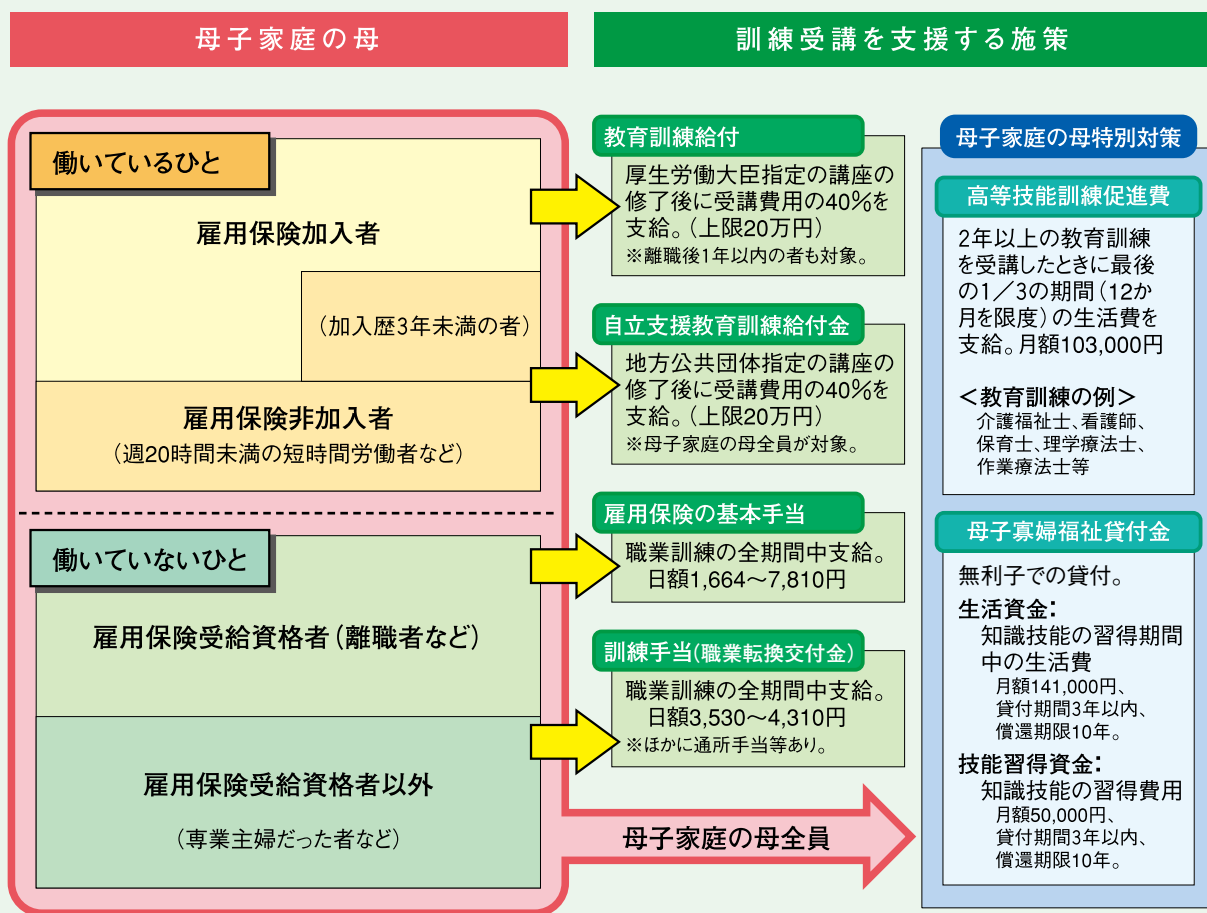 母子家庭の母
訓練受講を支援する施策
働いているひと
雇用保険加入者
(加入歴3年未満の者)
雇用保険非加入者
(週20時間未満の短時間労働者など)
働いていないひと
雇用保険受給資格者(離職者など)
雇用保険受給資格者以外
(専業主婦だった者など)
教育訓練給付
厚生労働大臣指定の講座の
修了後に受講費用の40%を
支給。(上限20万円)
※離職後1年以内の者も対象。
自立支援教育訓練給付金
地方公共団体指定の講座の
修了後に受講費用の40%を
支給。(上限20万円)
※母子家庭の母全員が対象。
雇用保険の基本手当
職業訓練の全期間中支給。
日額1,664~7,810円
訓練手当(職業転換交付金)
職業訓練の全期間中支給。
日額3,530~4,310円
※ほかに通所手当等あり。
母子家庭の母全員
母子家庭の母特別対策
高等技能訓練促進費
2年以上の教育訓練
を受講したときに最後
の1/3の期間(12か
月を限度)の生活費を
支給。月額103,000円
<教育訓練の例>
介護福祉士、看護師、
保育士、理学療法士、
作業療法士等
母子寡婦福祉貸付金
無利子での貸付。
生活資金:
知識技能の習得期間
中の生活費
月額141,000円、
貸付期間3年以内、
償還期限10年。
技能習得資金:
知識技能の習得費用
月額50,000円、
貸付期間3年以内、
償還期限10年。